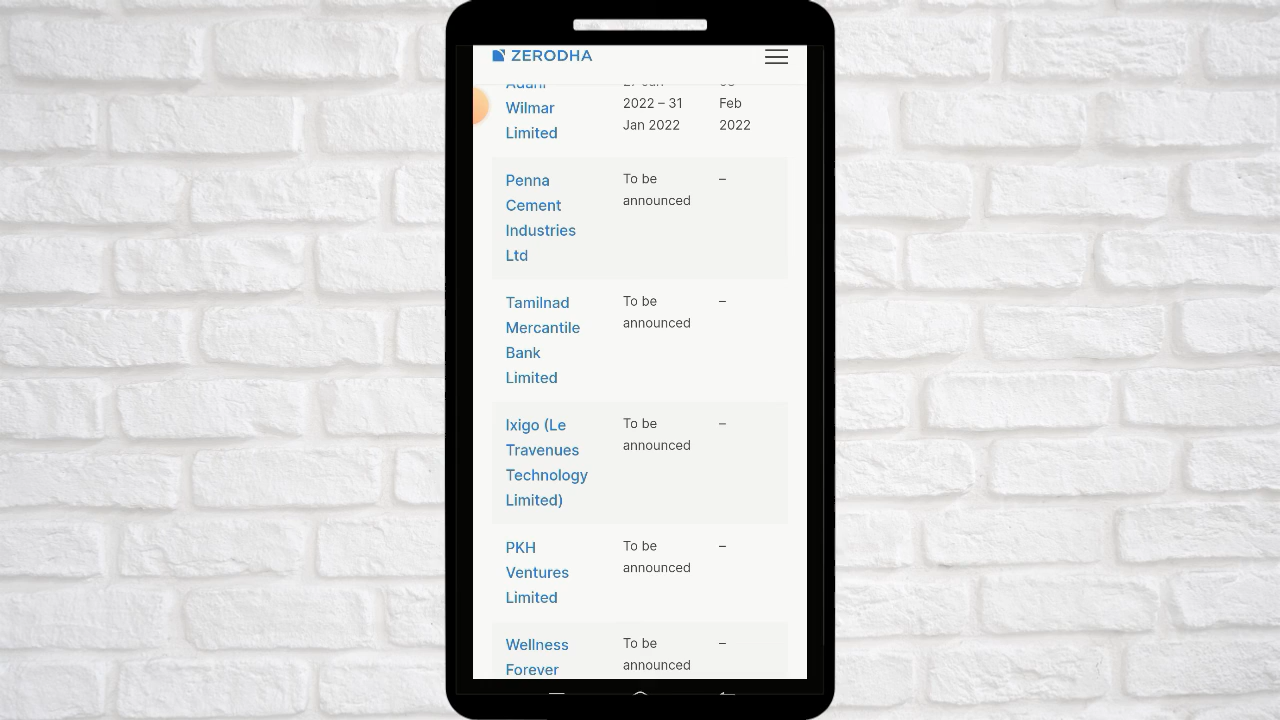 ZERODHA
Adani
Wilmar
Limited
2022 – 31
Jan 2022
Feb
2022
Penna
Cement
Industries
Ltd
To be
announced
–
Tamilnad
Mercantile
Bank
Limited
To be
announced
–
Ixigo (Le
Travenues
Technology
Limited)
To be
announced
–
PKH
Ventures
Limited
To be
announced
–
Wellness
Forever
To be
announced
–